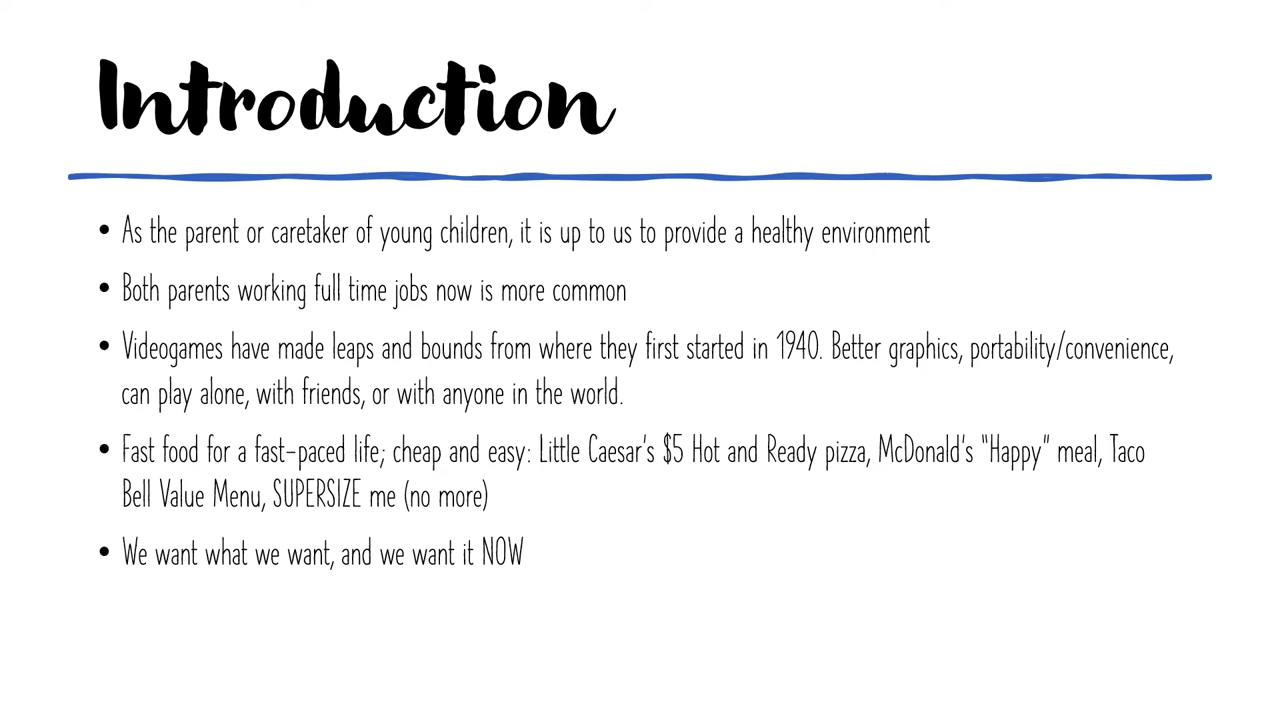 Introduction
• As the parent or caretaker of young children, it is up to us to provide a healthy environment
• Both parents working full time jobs now is more common
• Videogames have made leaps and bounds from where they first started in 1940. Better graphics, portability/convenience,
can play alone, with friends, or with anyone in the world.
• Fast food for a fast-paced life; cheap and easy: Little Caesar's $5 Hot and Ready pizza, McDonald's "Happy" meal, Taco
Bell Value Menu, SUPERSIZE me (no more)
• We want what we want, and we want it NOW